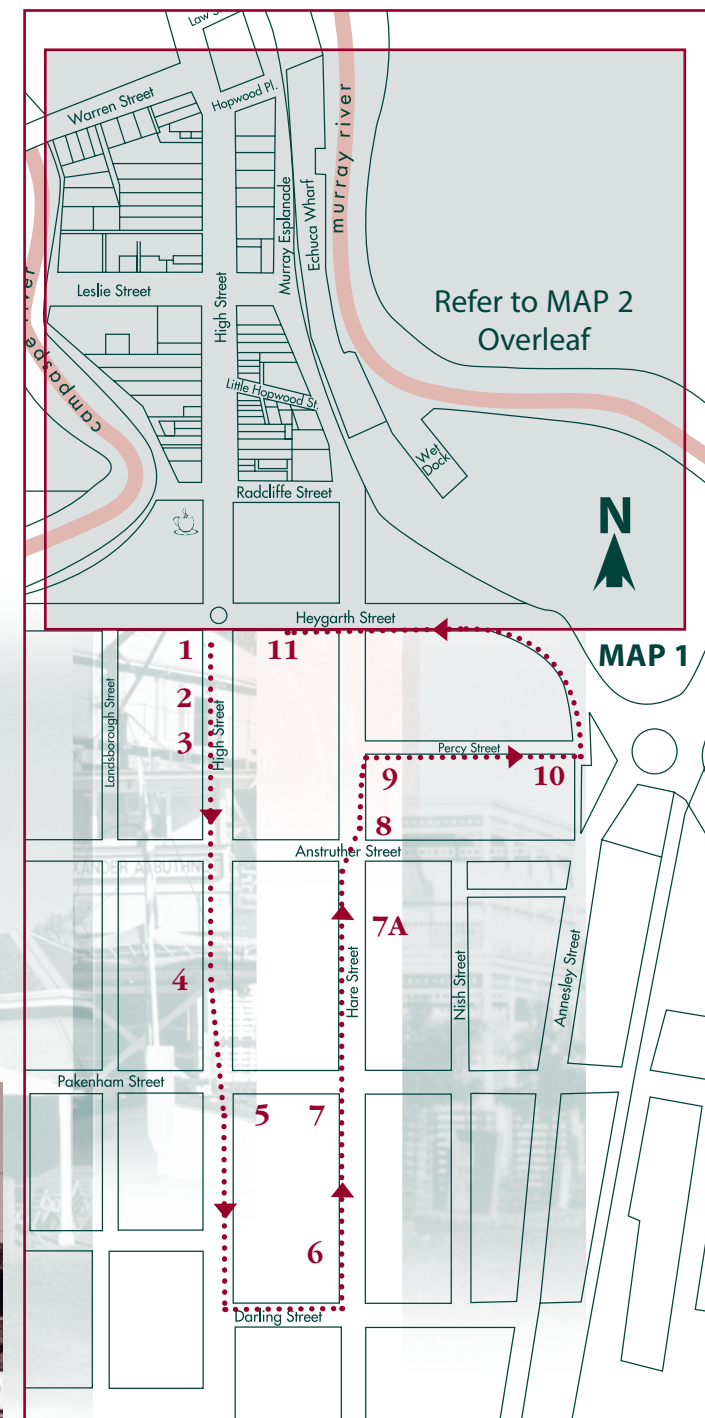 Warren Street
Hopwood Pl.
Murray Esplanade
Echuca Wharf
murray river
Leslie Street
High Street
Refer to MAP 2
Overleaf
campaspe river
Little Hopwood St.
Wet
Dock
Radcliffe Street
N
Heygarth Street
MAP 1
1
11
2
Landsborough Street
3
High Street
Percy Street
9
10
8
Anstruther Street
7A
4
Hare Street
Nish Street
Annesley Street
Pakenham Street
5
7
6
Darling Street